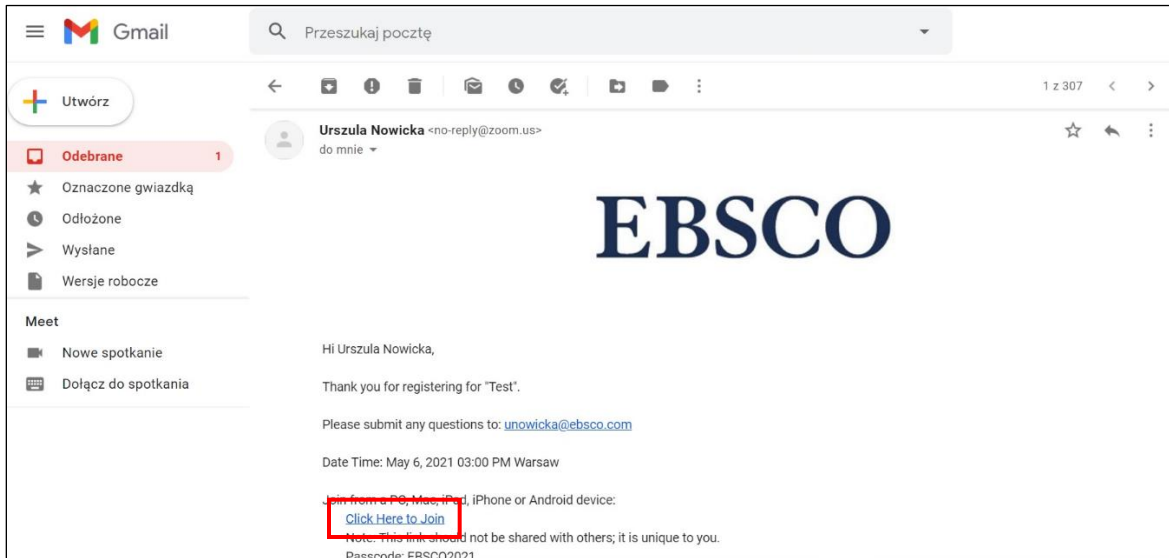 Gmail
Przeszukaj pocztę
Utwórz
1 z 307
Urszula Nowicka <no-reply@zoom.us>
do mnie
Odebrane 1
Oznaczone gwiazdką
Odłożone
Wysłane
Wersje robocze
Meet
Nowe spotkanie
Dołącz do spotkania
EBSCO
Hi Urszula Nowicka,
Thank you for registering for "Test".
Please submit any questions to: unowicka@ebsco.com
Date Time: May 6, 2021 03:00 PM Warsaw
Join from a PC, Mac, iPad, iPhone or Android device:
Click Here to Join
Note: This link should not be shared with others; it is unique to you.
Passcode: EBSCO2021